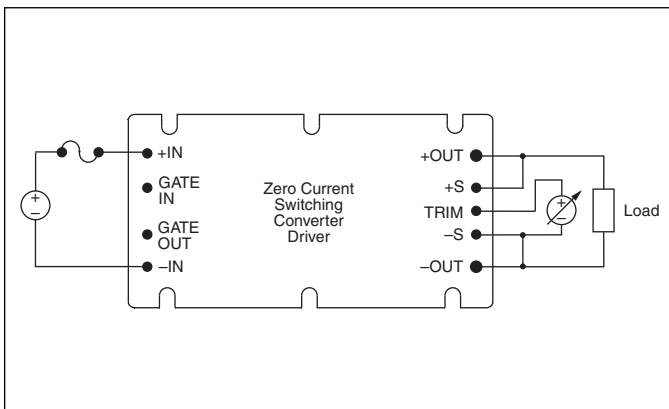 +IN
GATE
IN
GATE
OUT
–IN
Zero Current
Switching
Converter
Driver
+OUT
+S
TRIM
–S
–OUT
Load
+
–
+
–